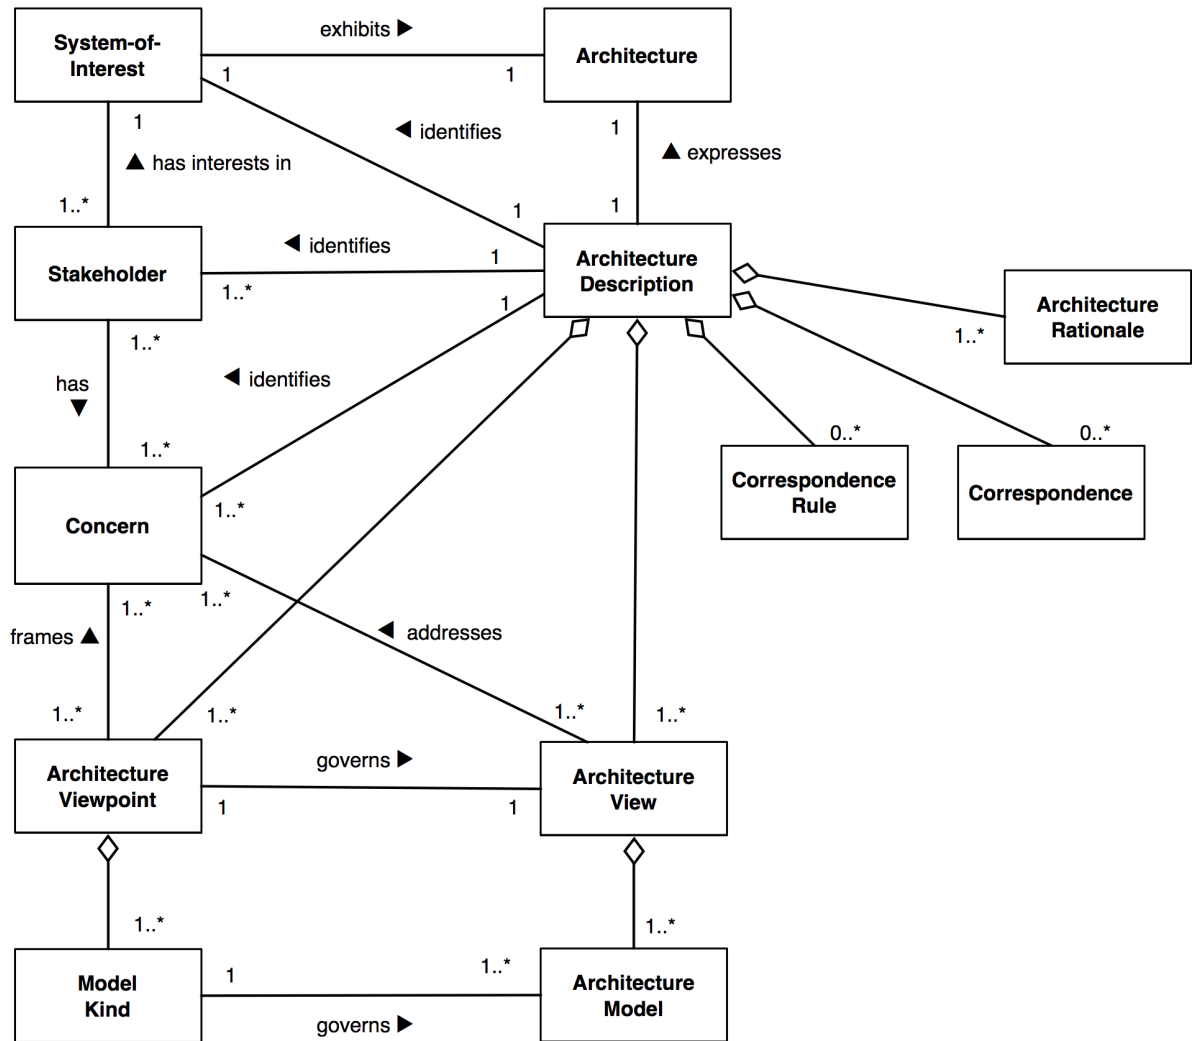 System-of-
Interest
exhibits ▶
Architecture
1
1
1
◀ identifies
1
▲ expresses
▲ has interests in
1..*
1
1
Stakeholder
◀ identifies
1
1..*
Architecture
Description
1
1..*
Architecture
Rationale
1..*
has
▼
◀ identifies
1..*
0..*
0..*
Correspondence
Rule
Correspondence
1..*
Concern
1..*
1..*
frames ▲
◀ addresses
1..*
1..*
1..*
1..*
Architecture
Viewpoint
governs ▶
1
1
Architecture
View
1..*
1..*
Model
Kind
1
1..*
governs ▶
Architecture
Model